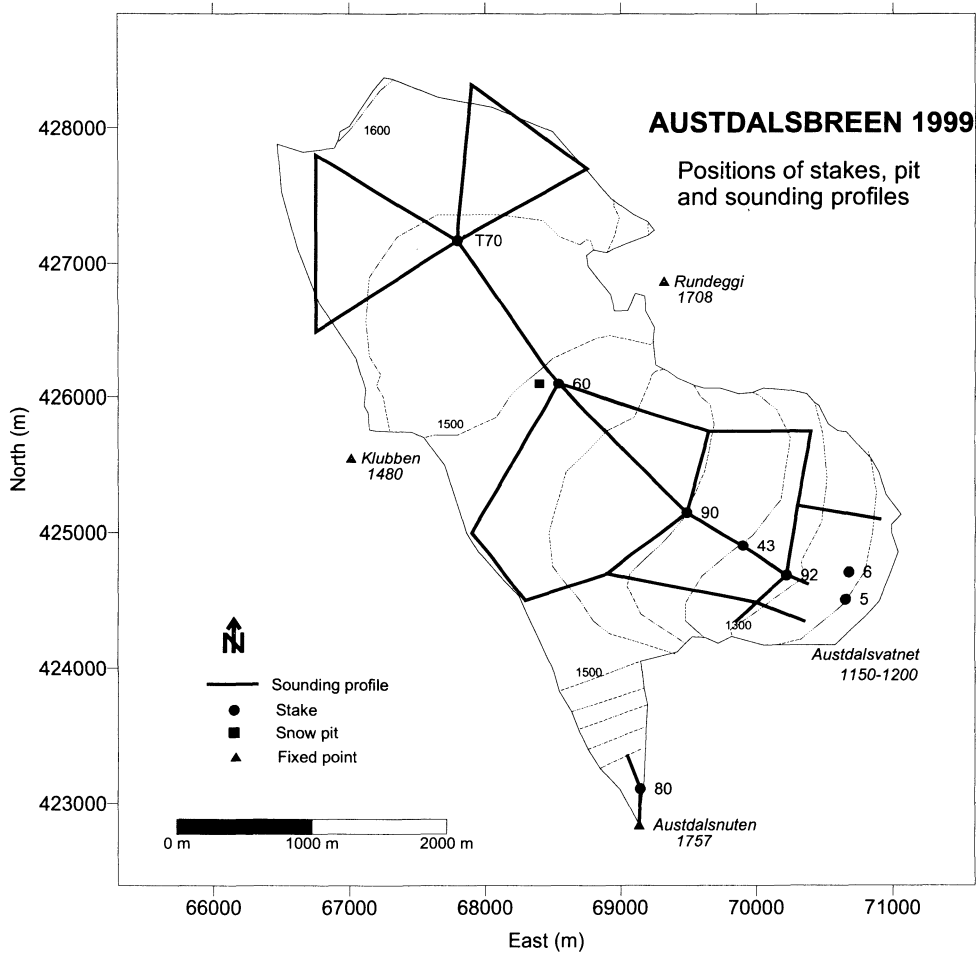 AUSTDALSBREEN 1999
Positions of stakes, pit
and sounding profiles
428000
427000
426000
425000
424000
423000
North (m)
1600
T70
Rundeggi
1708
60
1500
Klubben
1480
90
43
92
6
5
1300
Austdalsvatnet
1150-1200
1500
80
Austdalsnuten
1757
N
Sounding profile
Stake
Snow pit
Fixed point
0 m 1000 m 2000 m
66000 67000 68000 69000 70000 71000
East (m)